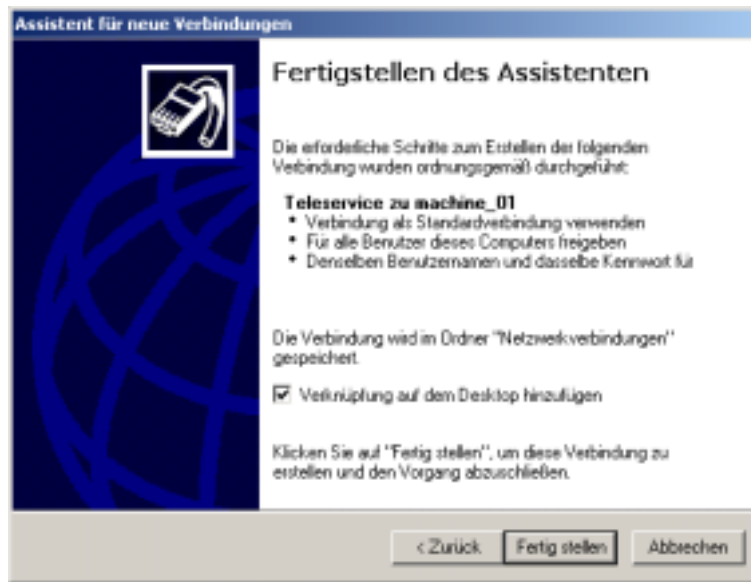 Assistent für neue Verbindungen
Fertigstellen des Assistenten
Die erforderliche Schritte zum Erstellen der folgenden
Verbindung wurden ordnungsgemäß durchgeführt:
Teleservice zu machine_01
* Verbindung als Standardverbindung verwenden
* Für alle Benutzer dieses Computers freigeben
* Denselben Benutzernamen und dasselbe Kennwort für
Die Verbindung wird im Ordner "Netzwerkverbindungen"
gespeichert.
Verknüpfung auf dem Desktop hinzufügen
Klicken Sie auf "Fertig stellen", um diese Verbindung zu
erstellen und den Vorgang abzuschließen.
< Zurück Fertig stellen Abbrechen